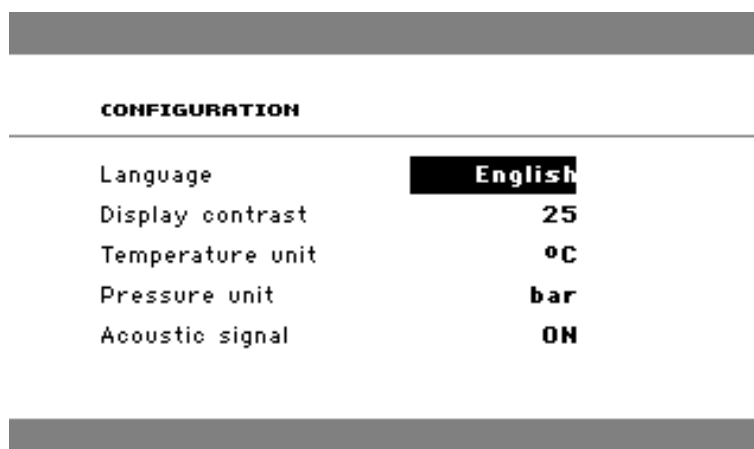 CONFIGURATION
Language English
Display contrast 25
Temperature unit ºC
Pressure unit bar
Acoustic signal ON